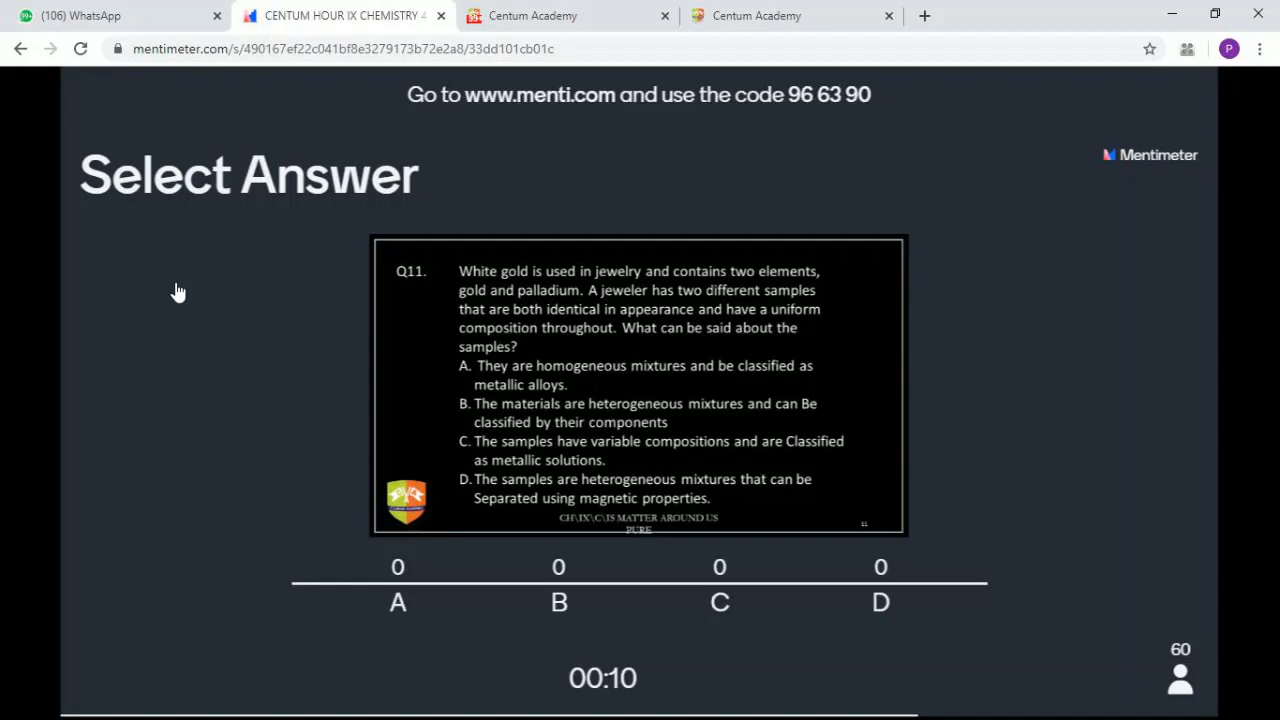 (106) WhatsApp
CENTUM HOUR IX CHEMISTRY 4
Centum Academy
Centum Academy
mentimeter.com/s/490167ef22c041bf8e3279173b72e2a8/33dd101cb01c
P
Go to www.menti.com and use the code 96 63 90
Mentimeter
Select Answer
Q11. White gold is used in jewelry and contains two elements,
gold and palladium. A jeweler has two different samples
that are both identical in appearance and have a uniform
composition throughout. What can be said about the
samples?
A. They are homogeneous mixtures and be classified as
metallic alloys.
B. The materials are heterogeneous mixtures and can Be
classified by their components
C. The samples have variable compositions and are Classified
as metallic solutions.
D. The samples are heterogeneous mixtures that can be
Separated using magnetic properties.
CH\IX\C\IS MATTER AROUND US
PURE
11
0 0 0 0
A B C D
00:10
60